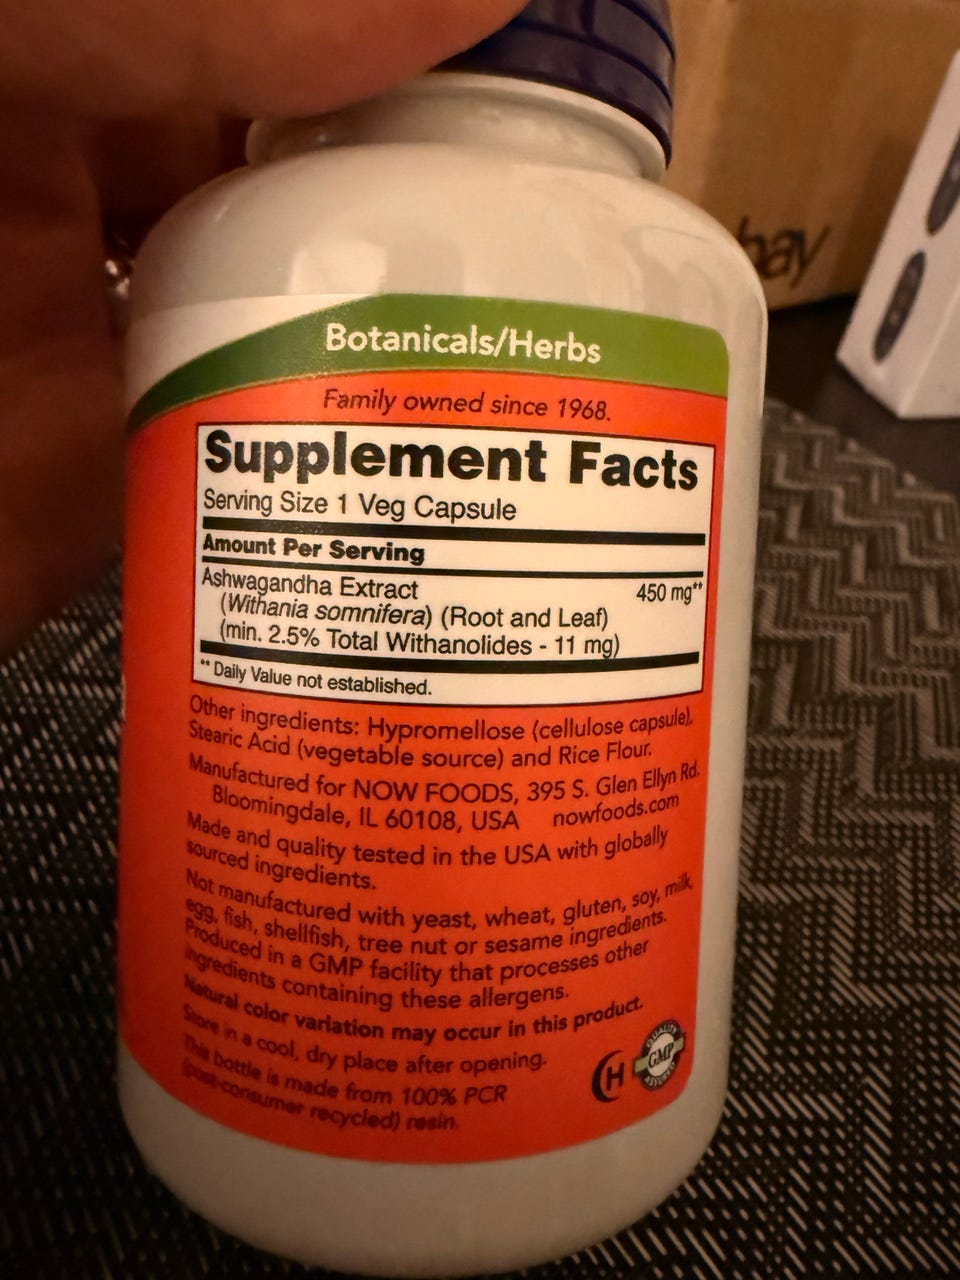 bay
Botanicals/Herbs
Family owned since 1968.
Supplement Facts
Serving Size 1 Veg Capsule
Amount Per Serving
Ashwagandha Extract 450 mg**
(Withania somnifera) (Root and Leaf)
(min. 2.5% Total Withanolides - 11 mg)
** Daily Value not established.
Other ingredients: Hypromellose (cellulose capsule),
Stearic Acid (vegetable source) and Rice Flour.
Manufactured for NOW FOODS, 395 S. Glen Ellyn Rd.
Bloomingdale, IL 60108, USA nowfoods.com
Made and quality tested in the USA with globally
sourced ingredients.
Not manufactured with yeast, wheat, gluten, soy, milk,
egg, fish, shellfish, tree nut or sesame ingredients.
Produced in a GMP facility that processes other
ingredients containing these allergens.
Natural color variation may occur in this product.
Store in a cool, dry place after opening.
This bottle is made from 100% PCR
(post-consumer recycled) resin.
H
QUALITY
GMP
ASSURED